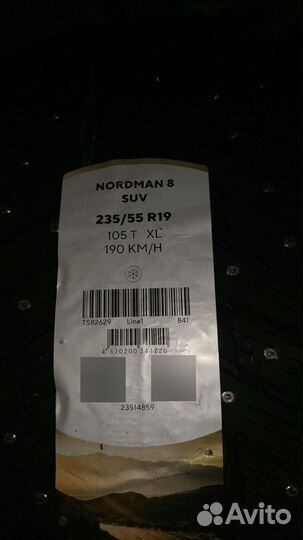 NORDMAN 8
SUV
235/55 R19
105 T XL
190 KM/H
TS82629 Line1 841
4 620200 341220
23514859
Avito